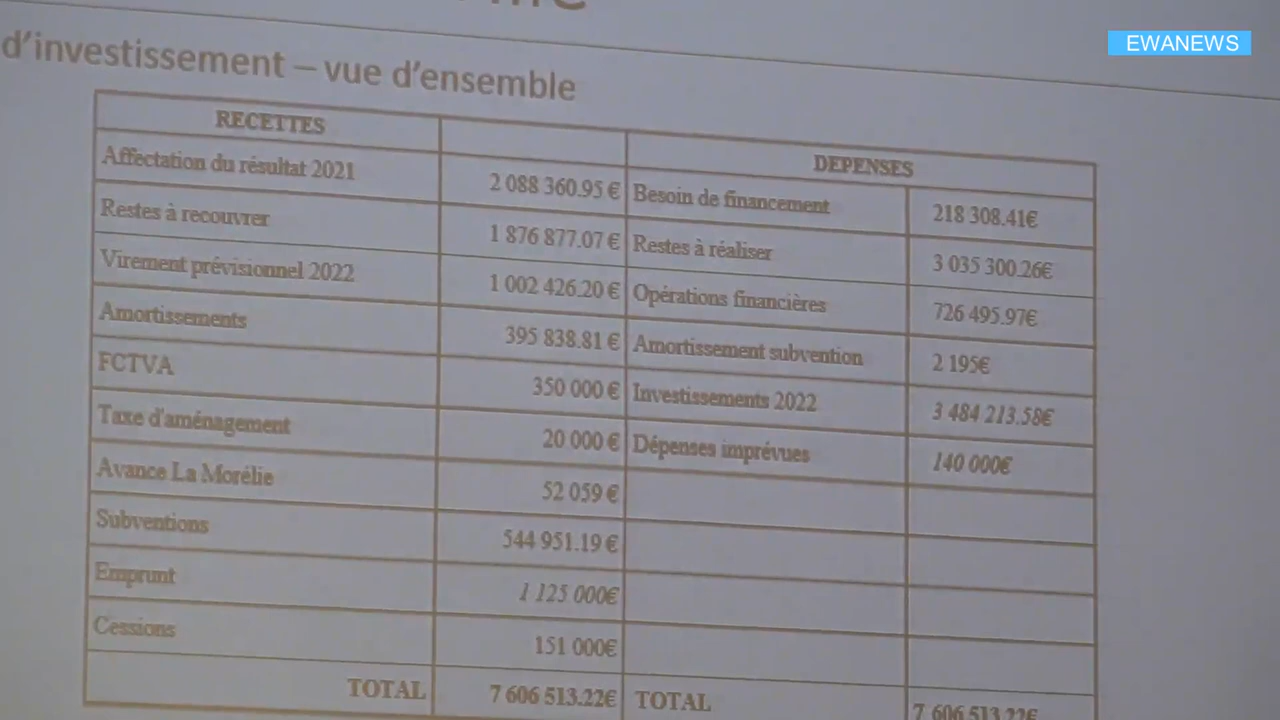 EWANEWS
d'investissement – vue d'ensemble
RECETTES DEPENSES
Affectation du résultat 2021 2 088 360.95 € Besoin de financement 218 308.41€
Restes à recouvrer 1 876 877.07 € Restes à réaliser 3 035 300.26€
Virement prévisionnel 2022 1 002 426.20 € Opérations financières 726 495.97€
Amortissements 395 838.81 € Amortissement subvention 2 195€
FCTVA 350 000 € Investissements 2022 3 484 213.58€
Taxe d'aménagement 20 000 € Dépenses imprévues 140 000€
Avance La Morélie 52 059 €
Subventions 544 951.19 €
Emprunt 1 125 000€
Cessions 151 000€
TOTAL 7 606 513.22€ TOTAL 7 606 513.22€